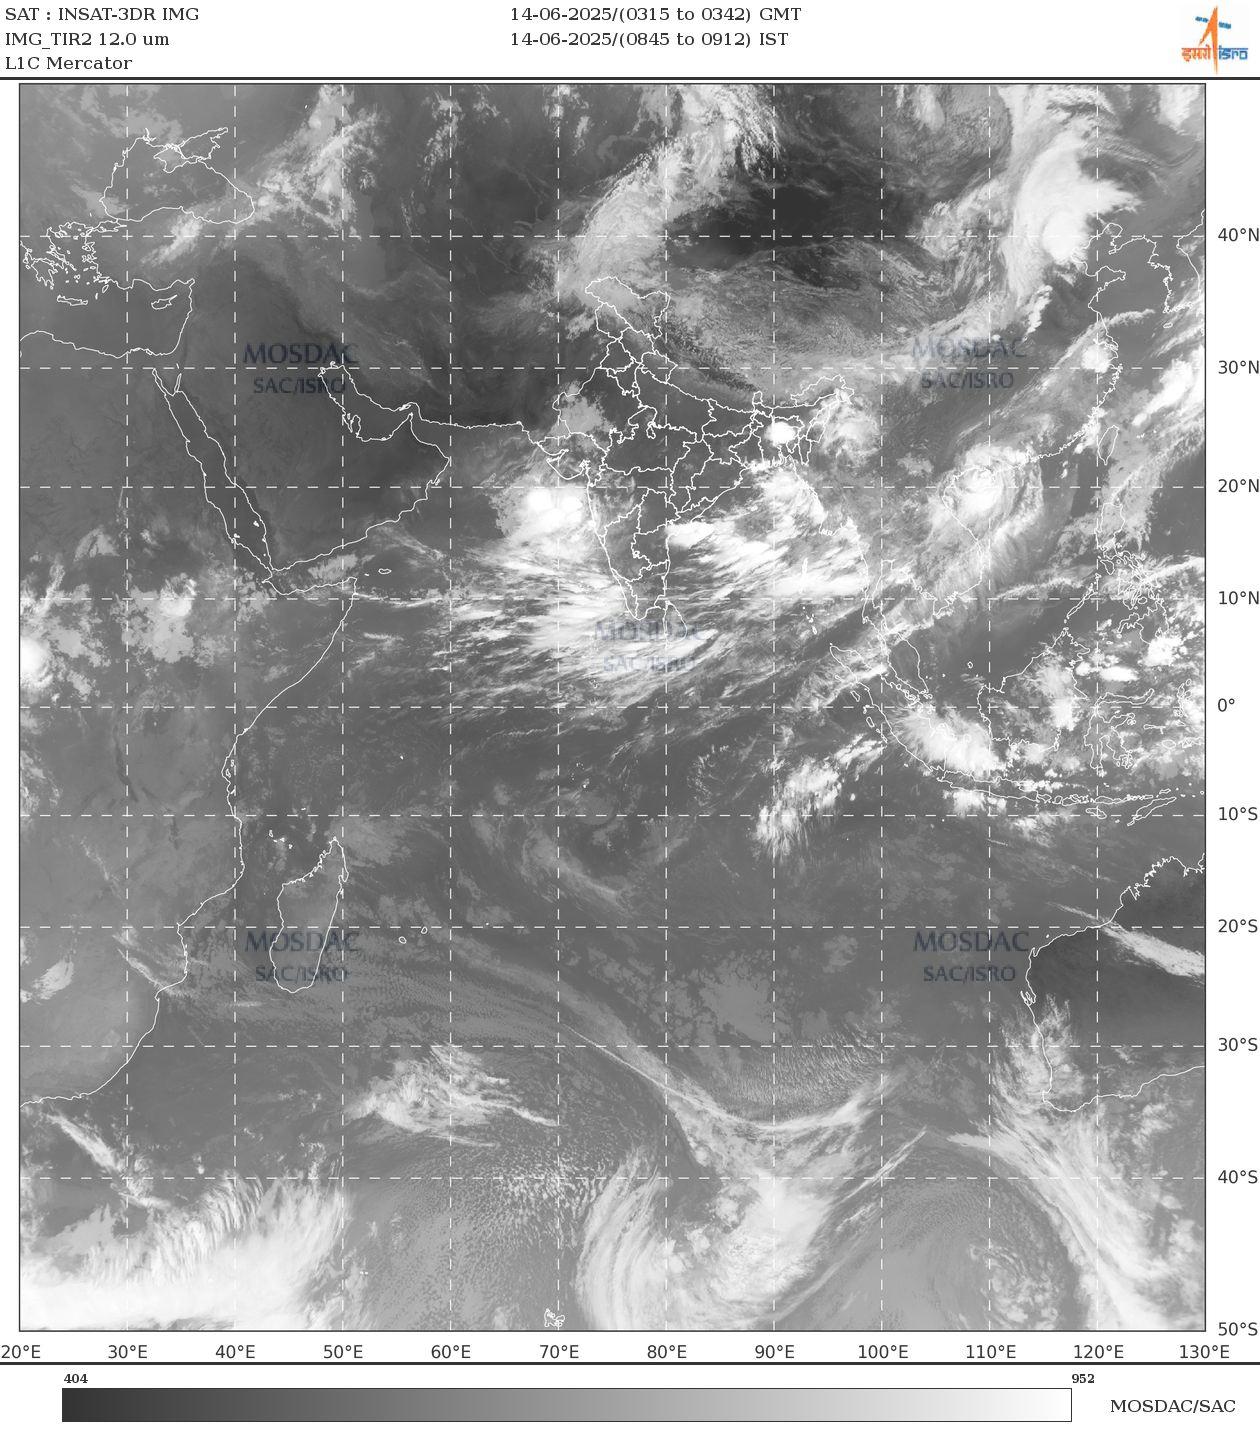 SAT : INSAT-3DR IMG
14-06-2025/(0315 to 0342) GMT
IMG_TIR2 12.0 um
14-06-2025/(0845 to 0912) IST
L1C Mercator
इसरो isro
40°N
MOSDAC
SAC/ISRO
MOSDAC
SAC/ISRO
30°N
20°N
10°N
MOSDAC
SAC/ISRO
0°
10°S
20°S
MOSDAC
SAC/ISRO
MOSDAC
SAC/ISRO
30°S
40°S
50°S
20°E 30°E 40°E 50°E 60°E 70°E 80°E 90°E 100°E 110°E 120°E 130°E
404
952
MOSDAC/SAC